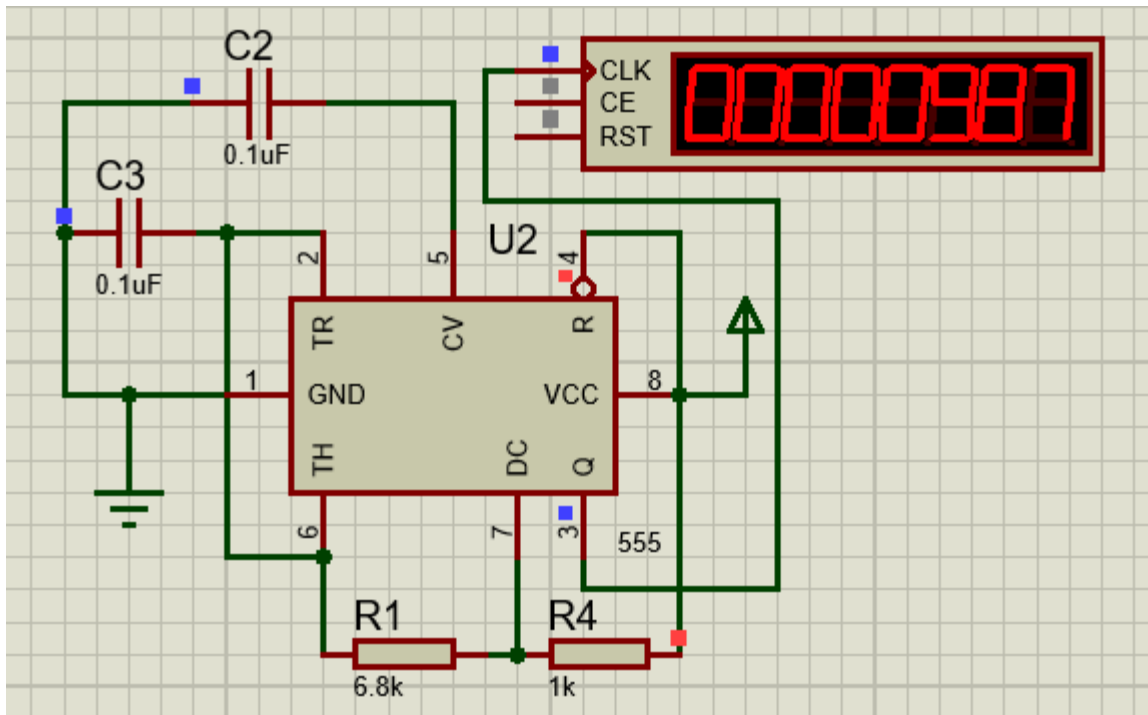 C2
0.1uF
C3
0.1uF
CLK
CE
RST
00000987
U2
2
5
4
TR
CV
R
1
GND
VCC
8
TH
DC
Q
6
7
3
555
R1
6.8k
R4
1k